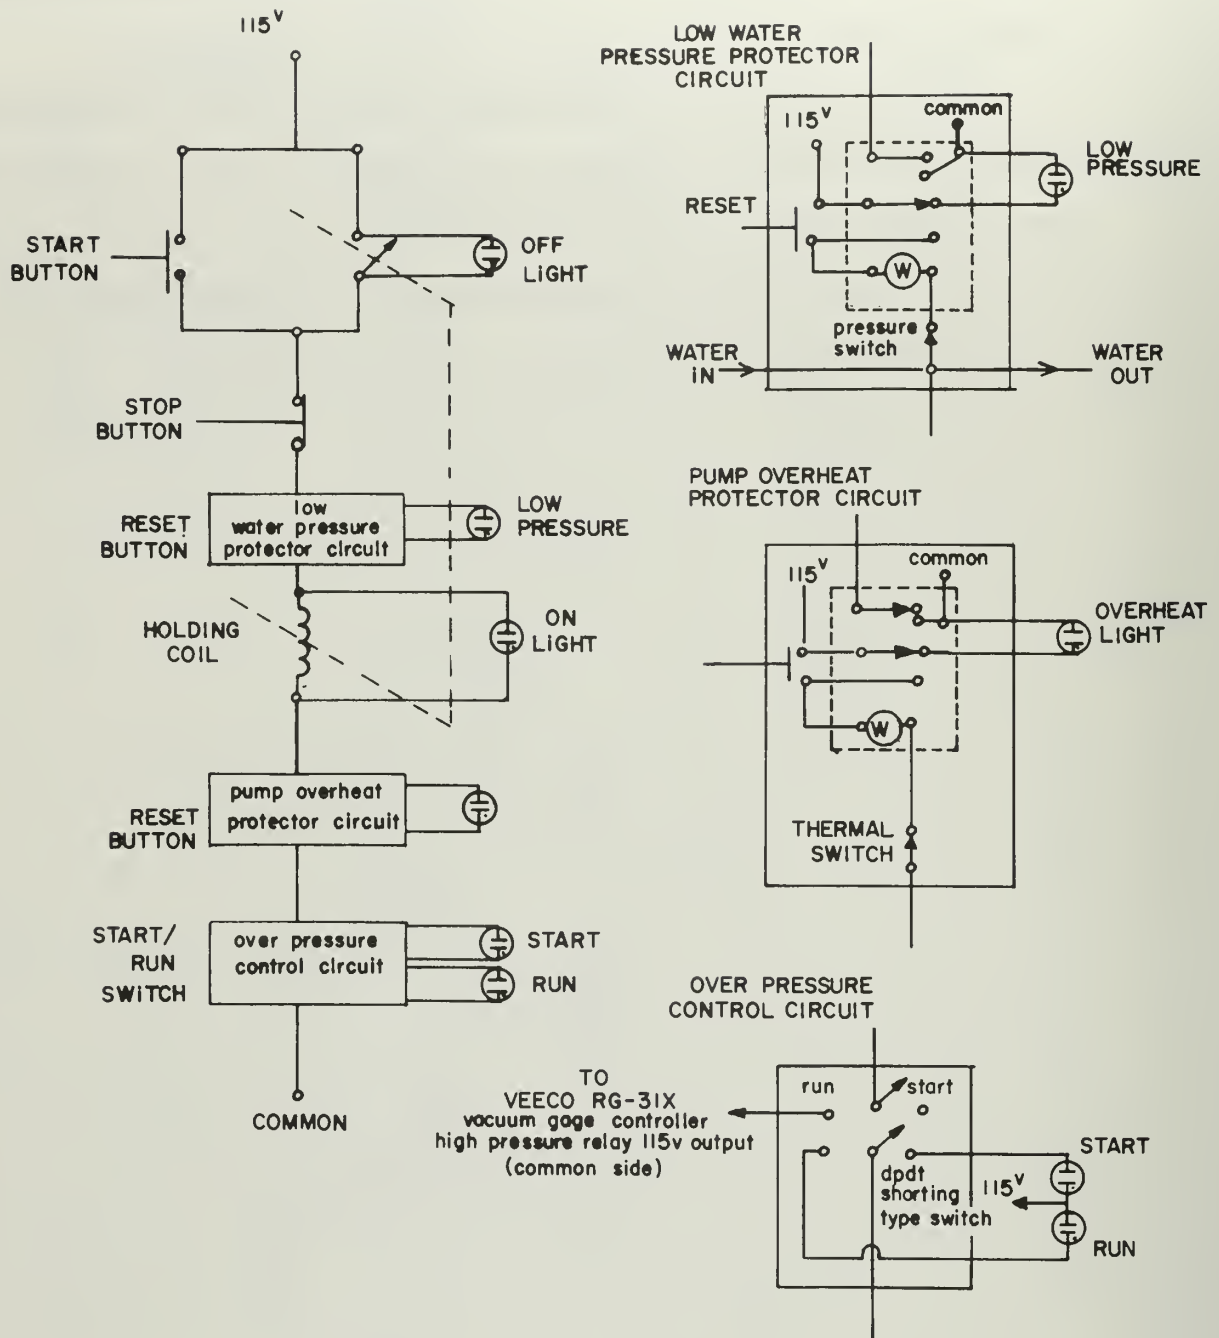 115V
START
BUTTON
OFF
LIGHT
STOP
BUTTON
RESET
BUTTON
low
water pressure
protector circuit
LOW
PRESSURE
HOLDING
COIL
ON
LIGHT
RESET
BUTTON
pump overheat
protector circuit
START/
RUN
SWITCH
over pressure
control circuit
START
RUN
COMMON
LOW WATER
PRESSURE PROTECTOR
CIRCUIT
115V
common
LOW
PRESSURE
RESET
W
pressure
switch
WATER
IN
WATER
OUT
PUMP OVERHEAT
PROTECTOR CIRCUIT
115V
common
OVERHEAT
LIGHT
W
THERMAL
SWITCH
OVER PRESSURE
CONTROL CIRCUIT
run
start
TO
VEECO RG-31X
vacuum gage controller
high pressure relay 115v output
(common side)
dpdt
shorting
type switch
115V
START
RUN